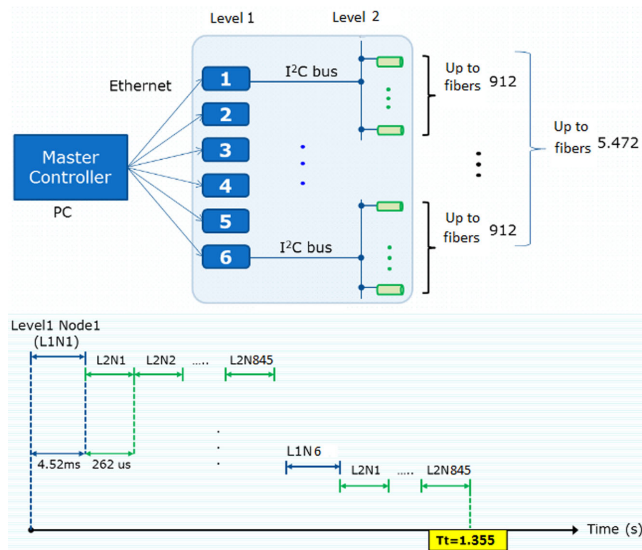 Level 1
Level 2
Ethernet
I²C bus
1
2
3
4
5
6
Master
Controller
PC
I²C bus
Up to
fibers 912
Up to
fibers 5.472
Up to
fibers 912
Level1 Node1
(L1N1)
L2N1
L2N2
.....
L2N845
4.52ms
262 us
L1N6
L2N1
.....
L2N845
Tt=1.355
Time (s)